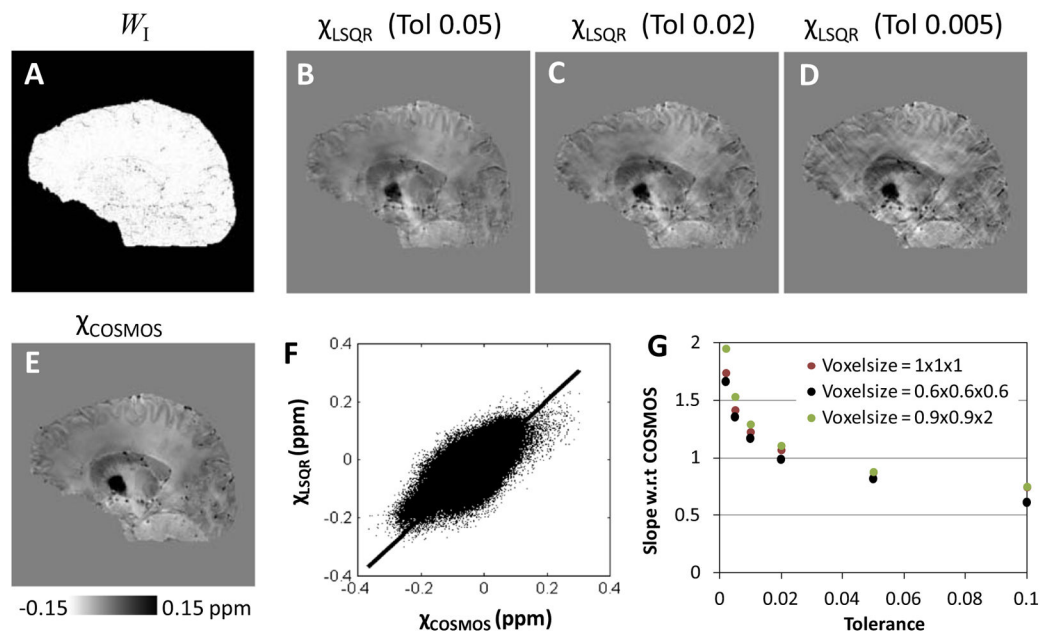 W_I
χ_LSQR (Tol 0.05)
χ_LSQR (Tol 0.02)
χ_LSQR (Tol 0.005)
A
B
C
D
χ_COSMOS
E
-0.15
0.15 ppm
F
χ_LSQR (ppm)
0.4
0.2
0
-0.2
-0.4
-0.4
-0.2
0
0.2
0.4
χ_COSMOS (ppm)
G
Slope w.r.t COSMOS
2
1.5
1
0.5
0
Voxelsize = 1x1x1
Voxelsize = 0.6x0.6x0.6
Voxelsize = 0.9x0.9x2
0
0.02
0.04
0.06
0.08
0.1
Tolerance